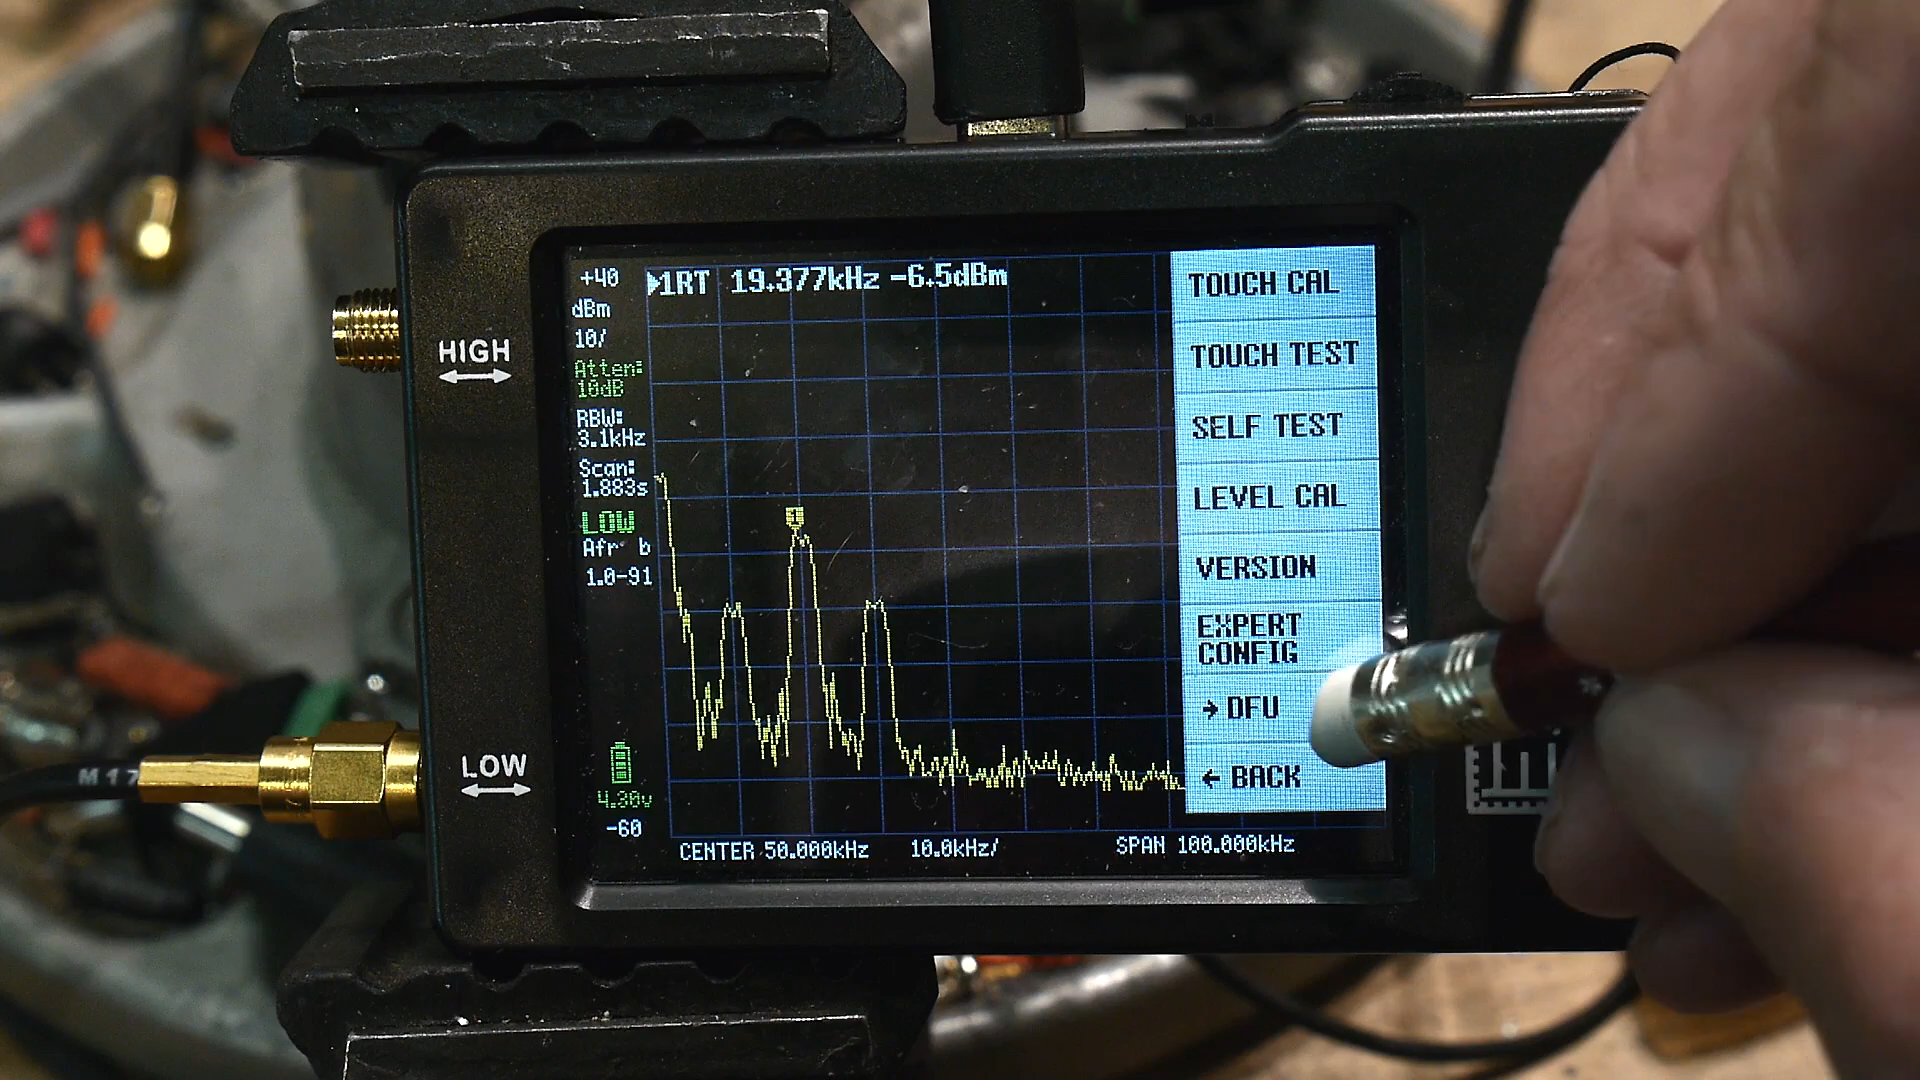 +40
1RT 19.377kHz -6.5dBm
dBm
10/
Atten:
10dB
RBW:
3.1kHz
Scan:
1.883s
LOW
b
1.0-91
4.30v
-60
CENTER 50.000kHz 10.0kHz/ SPAN 100.000kHz
TOUCH CAL
TOUCH TEST
SELF TEST
LEVEL CAL
VERSION
EXPERT
CONFIG
→ DFU
← BACK
HIGH
LOW
1